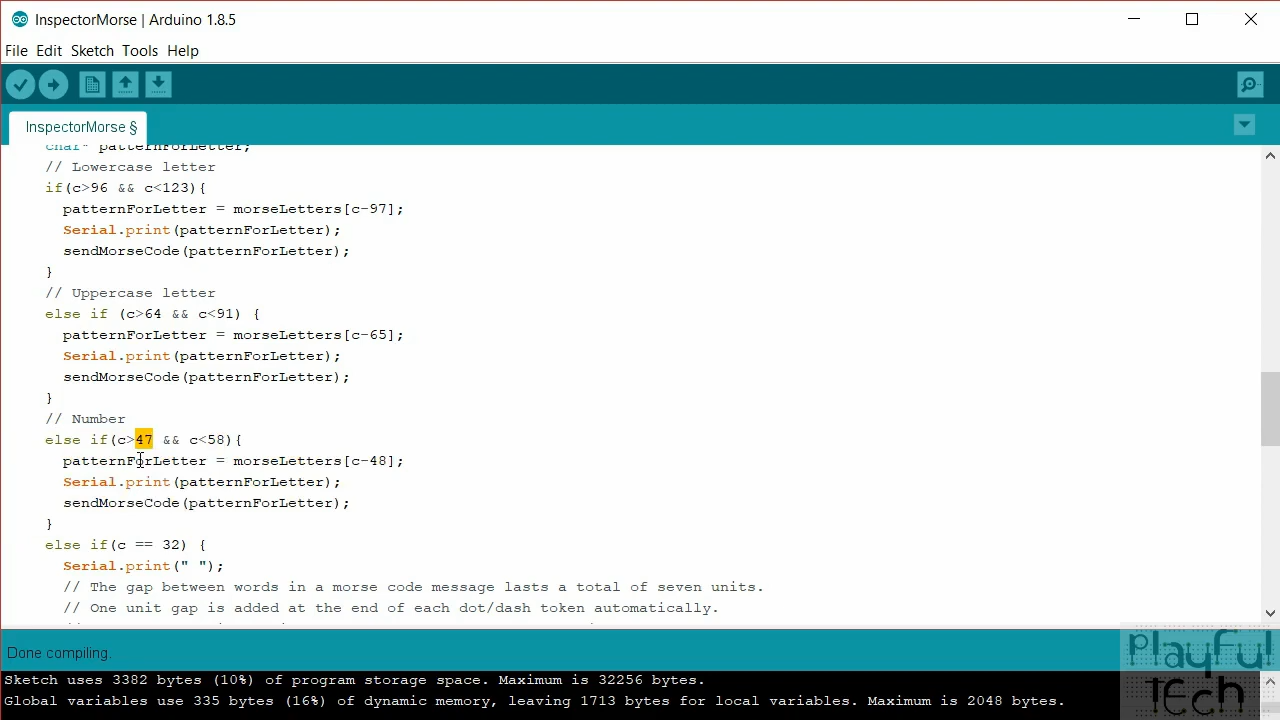 InspectorMorse | Arduino 1.8.5
File Edit Sketch Tools Help
InspectorMorse §
char* patternForLetter;
// Lowercase letter
if(c>96 && c<123){
patternForLetter = morseLetters[c-97];
Serial.print(patternForLetter);
sendMorseCode(patternForLetter);
}
// Uppercase letter
else if (c>64 && c<91) {
patternForLetter = morseLetters[c-65];
Serial.print(patternForLetter);
sendMorseCode(patternForLetter);
}
// Number
else if(c>47 && c<58){
patternForLetter = morseLetters[c-48];
Serial.print(patternForLetter);
sendMorseCode(patternForLetter);
}
else if(c == 32) {
Serial.print(" ");
// The gap between words in a morse code message lasts a total of seven units.
// One unit gap is added at the end of each dot/dash token automatically.
Done compiling.
Sketch uses 3382 bytes (10%) of program storage space. Maximum is 32256 bytes.
Global variables use 335 bytes (16%) of dynamic memory, leaving 1713 bytes for local variables. Maximum is 2048 bytes.
PlayFul
tEch